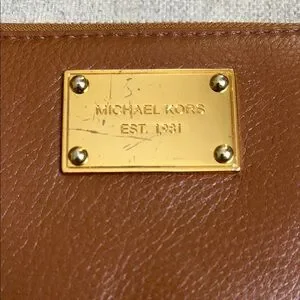 MICHAEL KORS
EST. 1981